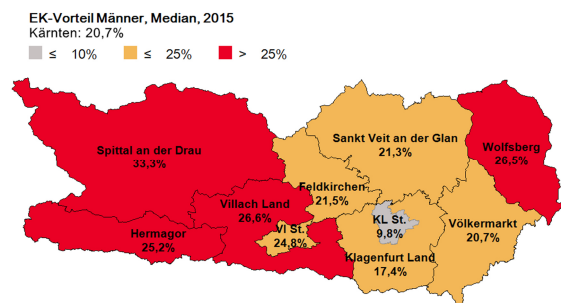 EK-Vorteil Männer, Median, 2015
Kärnten: 20,7%
≤ 10% ≤ 25% > 25%
Spittal an der Drau
33,3%
Sankt Veit an der Glan
21,3%
Wolfsberg
26,5%
Feldkirchen
21,5%
Villach Land
26,6%
KL St.
9,8%
Völkermarkt
20,7%
Hermagor
25,2%
VI St.
24,8%
Klagenfurt Land
17,4%